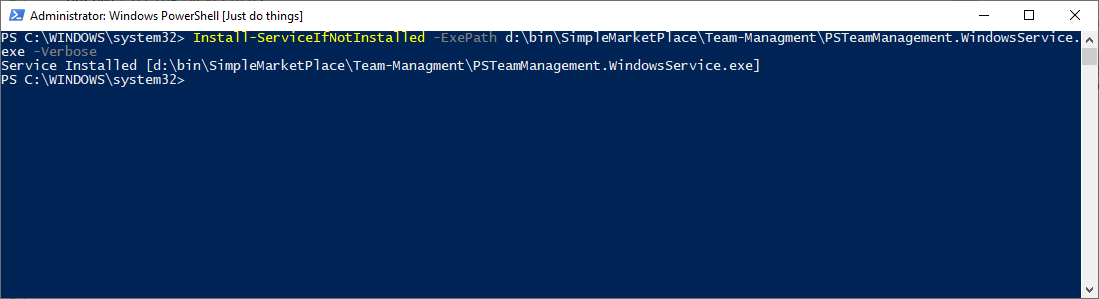 Administrator: Windows PowerShell [Just do things]
PS C:\WINDOWS\system32> Install-ServiceIfNotInstalled -ExePath d:\bin\SimpleMarketPlace\Team-Managment\PSTeamManagement.WindowsService.
exe -Verbose
Service Installed [d:\bin\SimpleMarketPlace\Team-Managment\PSTeamManagement.WindowsService.exe]
PS C:\WINDOWS\system32>